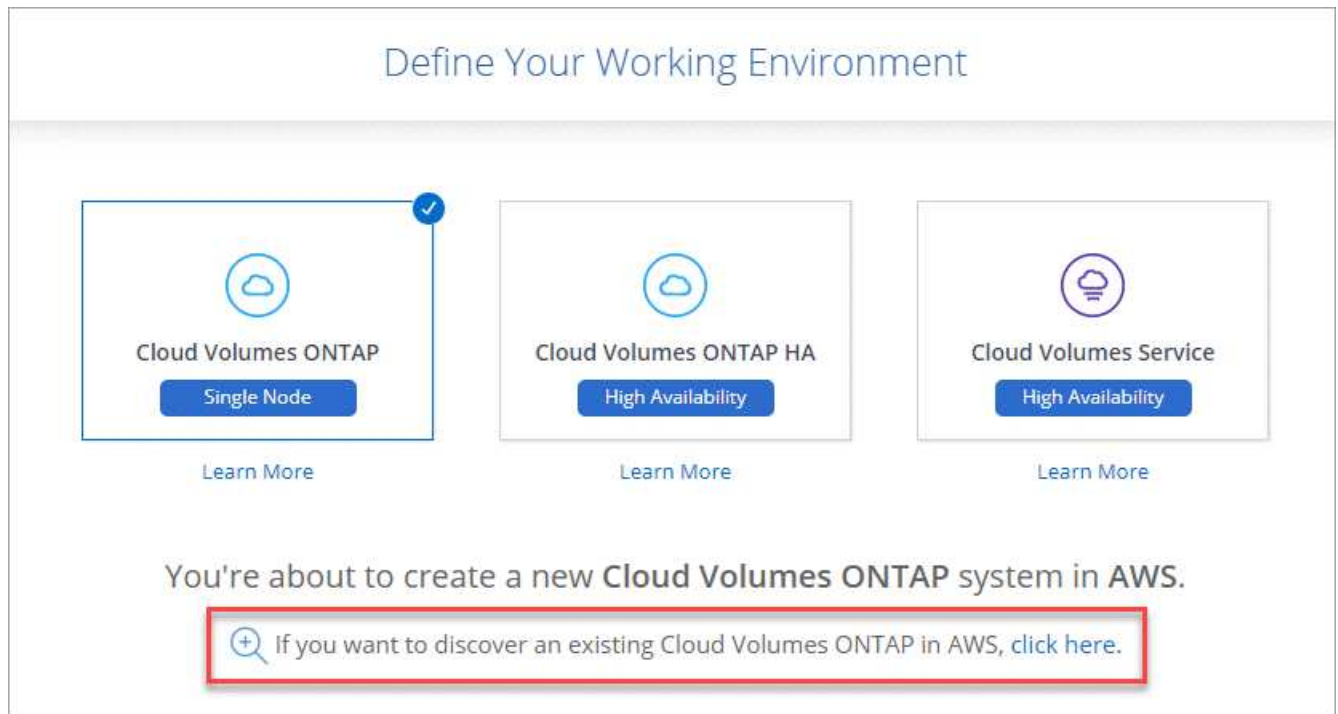 Define Your Working Environment
Cloud Volumes ONTAP
Single Node
Learn More
Cloud Volumes ONTAP HA
High Availability
Learn More
Cloud Volumes Service
High Availability
Learn More
You're about to create a new Cloud Volumes ONTAP system in AWS.
If you want to discover an existing Cloud Volumes ONTAP in AWS, click here.